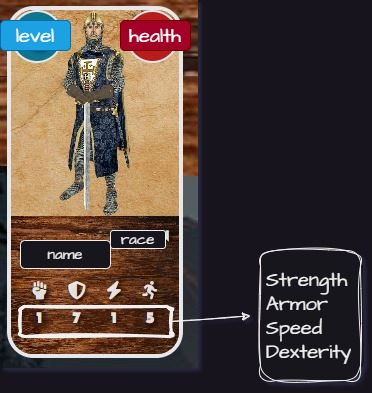 level health
race
name
1 7 1 5
Strength
Armor
Speed
Dexterity